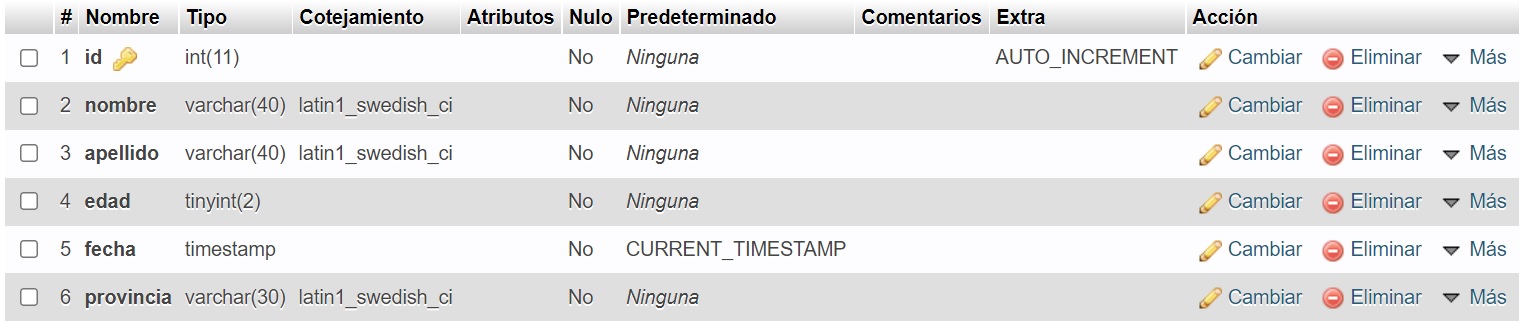 # Nombre Tipo Cotejamiento Atributos Nulo Predeterminado Comentarios Extra Acción
1 id int(11) No Ninguna AUTO_INCREMENT Cambiar Eliminar Más
2 nombre varchar(40) latin1_swedish_ci No Ninguna Cambiar Eliminar Más
3 apellido varchar(40) latin1_swedish_ci No Ninguna Cambiar Eliminar Más
4 edad tinyint(2) No Ninguna Cambiar Eliminar Más
5 fecha timestamp No CURRENT_TIMESTAMP Cambiar Eliminar Más
6 provincia varchar(30) latin1_swedish_ci No Ninguna Cambiar Eliminar Más